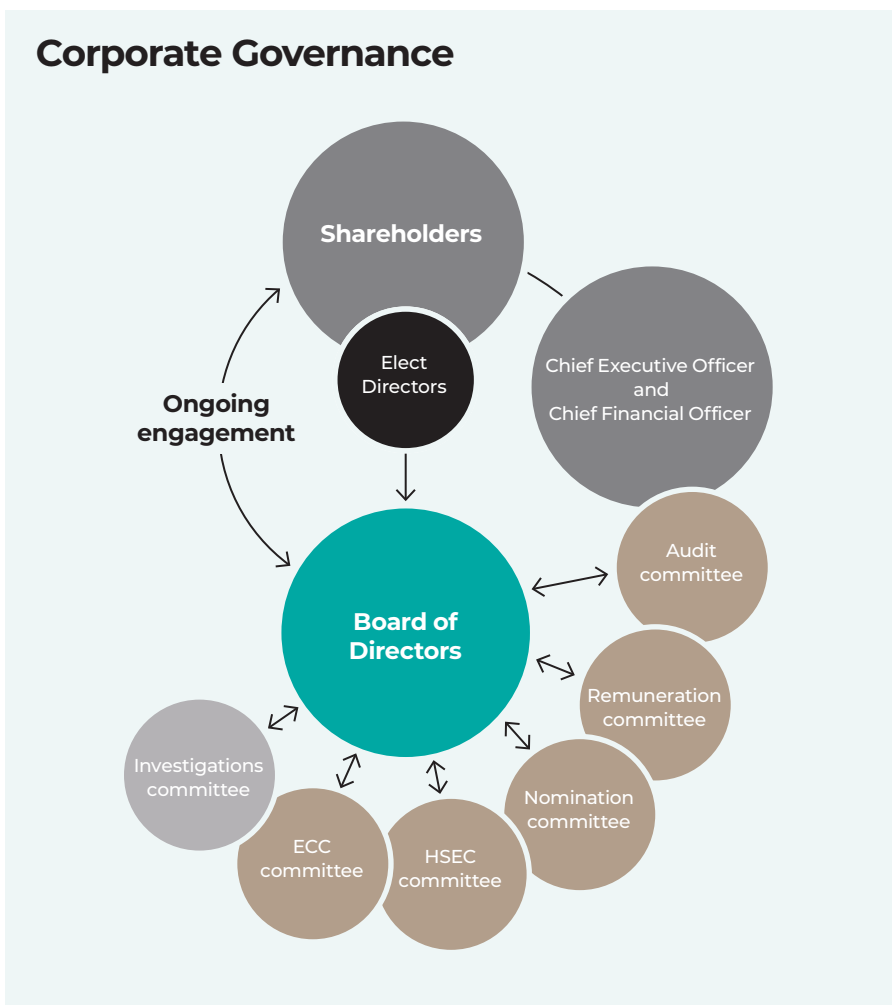 Corporate Governance
Shareholders
Elect
Directors
Chief Executive Officer
and
Chief Financial Officer
Ongoing
engagement
Audit
committee
Board of
Directors
Remuneration
committee
Investigations
committee
Nomination
committee
ECC
committee
HSEC
committee